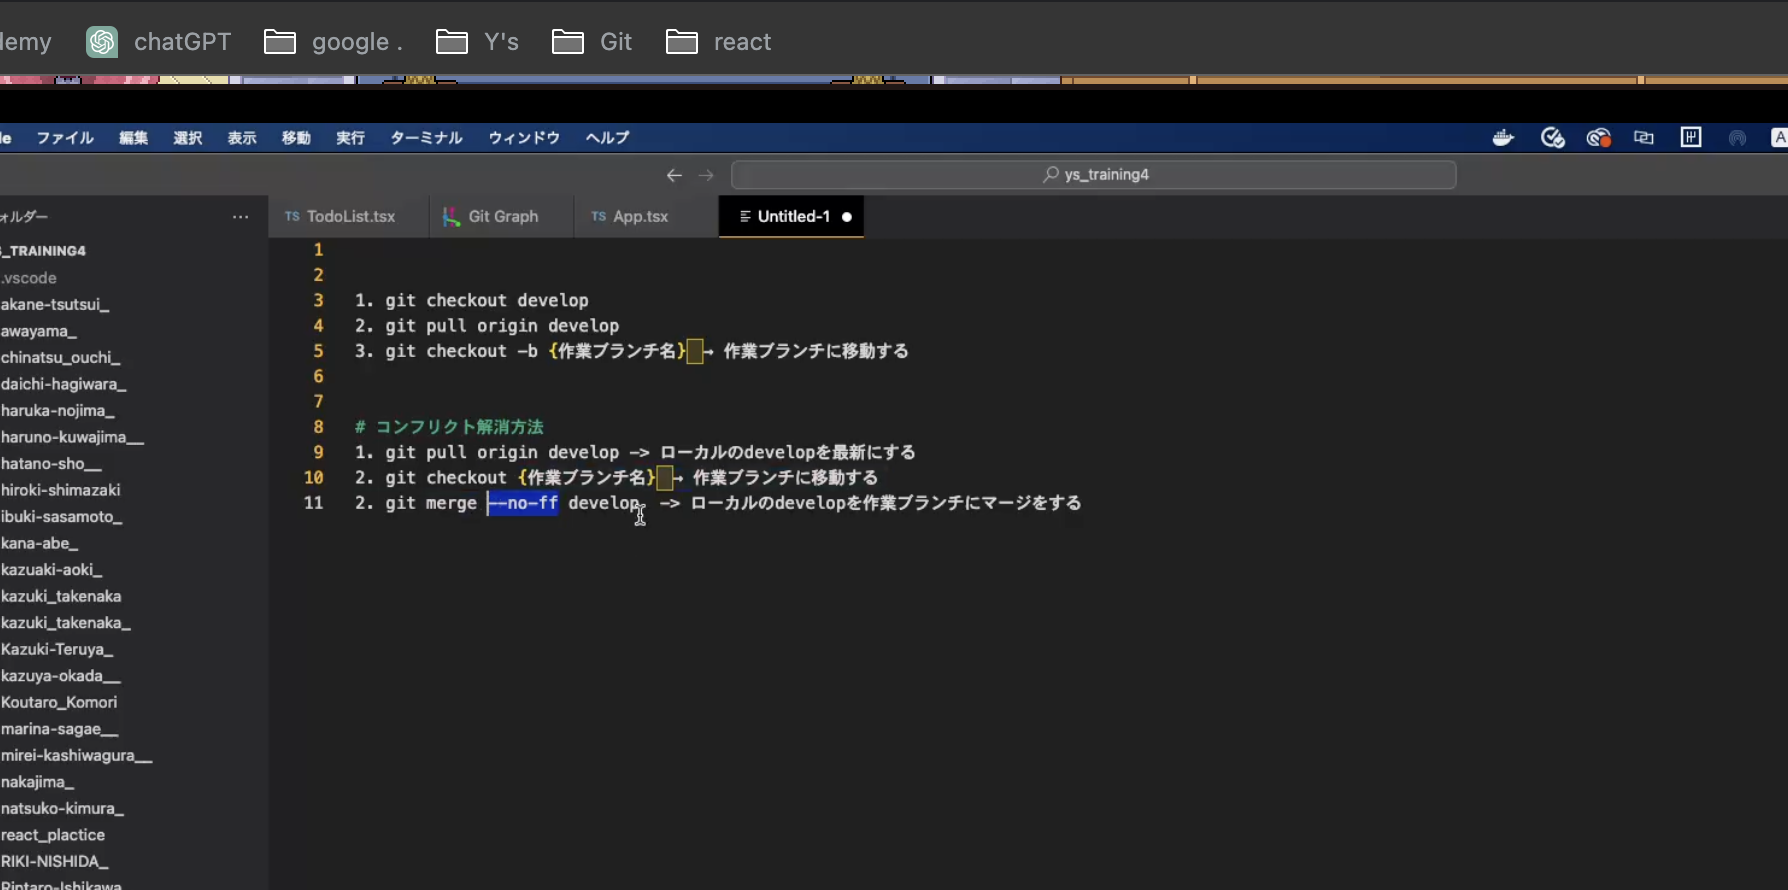 chatGPT google . Y's Git react
ファイル 編集 選択 表示 移動 実行 ターミナル ウィンドウ ヘルプ
ys_training4
TodoList.tsx Git Graph App.tsx Untitled-1
_TRAINING4
.vscode
akane-tsutsui_
awayama_
chinatsu_ouchi_
daichi-hagiwara_
haruka-nojima_
haruno-kuwajima__
hatano-sho__
hiroki-shimazaki
ibuki-sasamoto_
kana-abe_
kazuaki-aoki_
kazuki_takenaka
kazuki_takenaka_
Kazuki-Teruya_
kazuya-okada__
Koutaro_Komori
marina-sagae__
mirei-kashiwagura__
nakajima_
natsuko-kimura_
react_plactice
RIKI-NISHIDA_
Rintaro-Ishikawa
1
2
3 1. git checkout develop
4 2. git pull origin develop
5 3. git checkout -b {作業ブランチ名} → 作業ブランチに移動する
6
7
8 # コンフリクト解消方法
9 1. git pull origin develop -> ローカルのdevelopを最新にする
10 2. git checkout {作業ブランチ名} → 作業ブランチに移動する
11 2. git merge --no-ff develop -> ローカルのdevelopを作業ブランチにマージをする